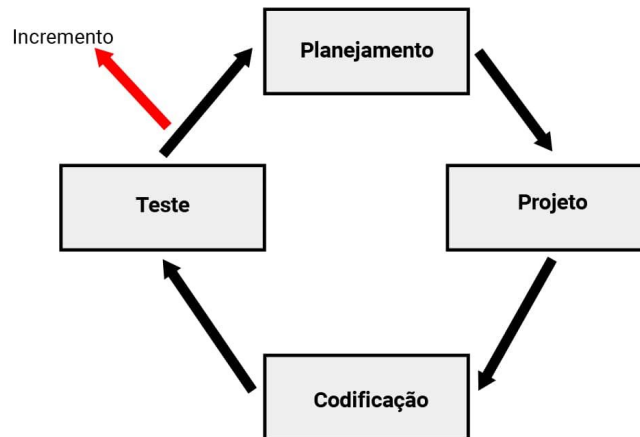 Incremento
Planejamento
Teste
Projeto
Codificação